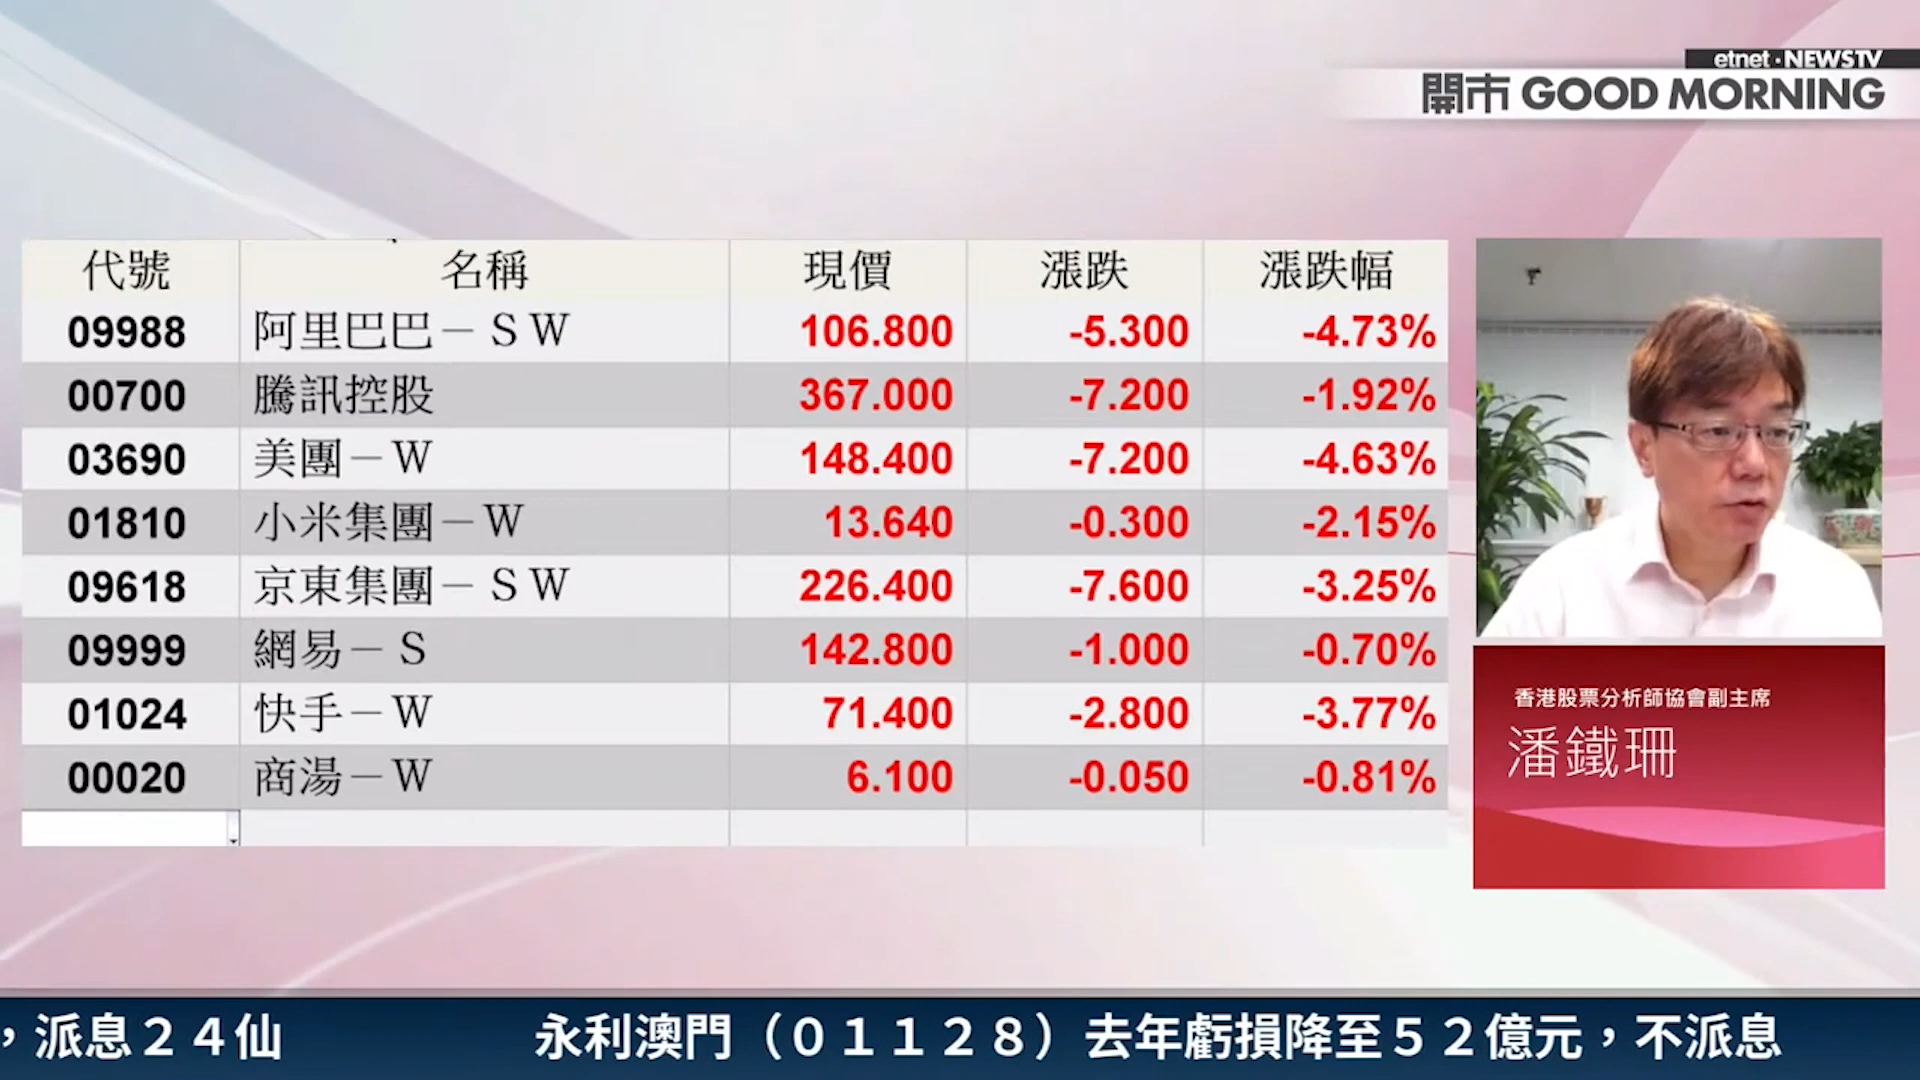 etnet·NEWSTV
開市 GOOD MORNING
代號 名稱 現價 漲跌 漲跌幅
09988 阿里巴巴－ＳＷ 106.800 -5.300 -4.73%
00700 騰訊控股 367.000 -7.200 -1.92%
03690 美團－Ｗ 148.400 -7.200 -4.63%
01810 小米集團－Ｗ 13.640 -0.300 -2.15%
09618 京東集團－ＳＷ 226.400 -7.600 -3.25%
09999 網易－Ｓ 142.800 -1.000 -0.70%
01024 快手－Ｗ 71.400 -2.800 -3.77%
00020 商湯－Ｗ 6.100 -0.050 -0.81%
香港股票分析師協會副主席
潘鐵珊
，派息２４仙 永利澳門（０１１２８）去年虧損降至５２億元，不派息